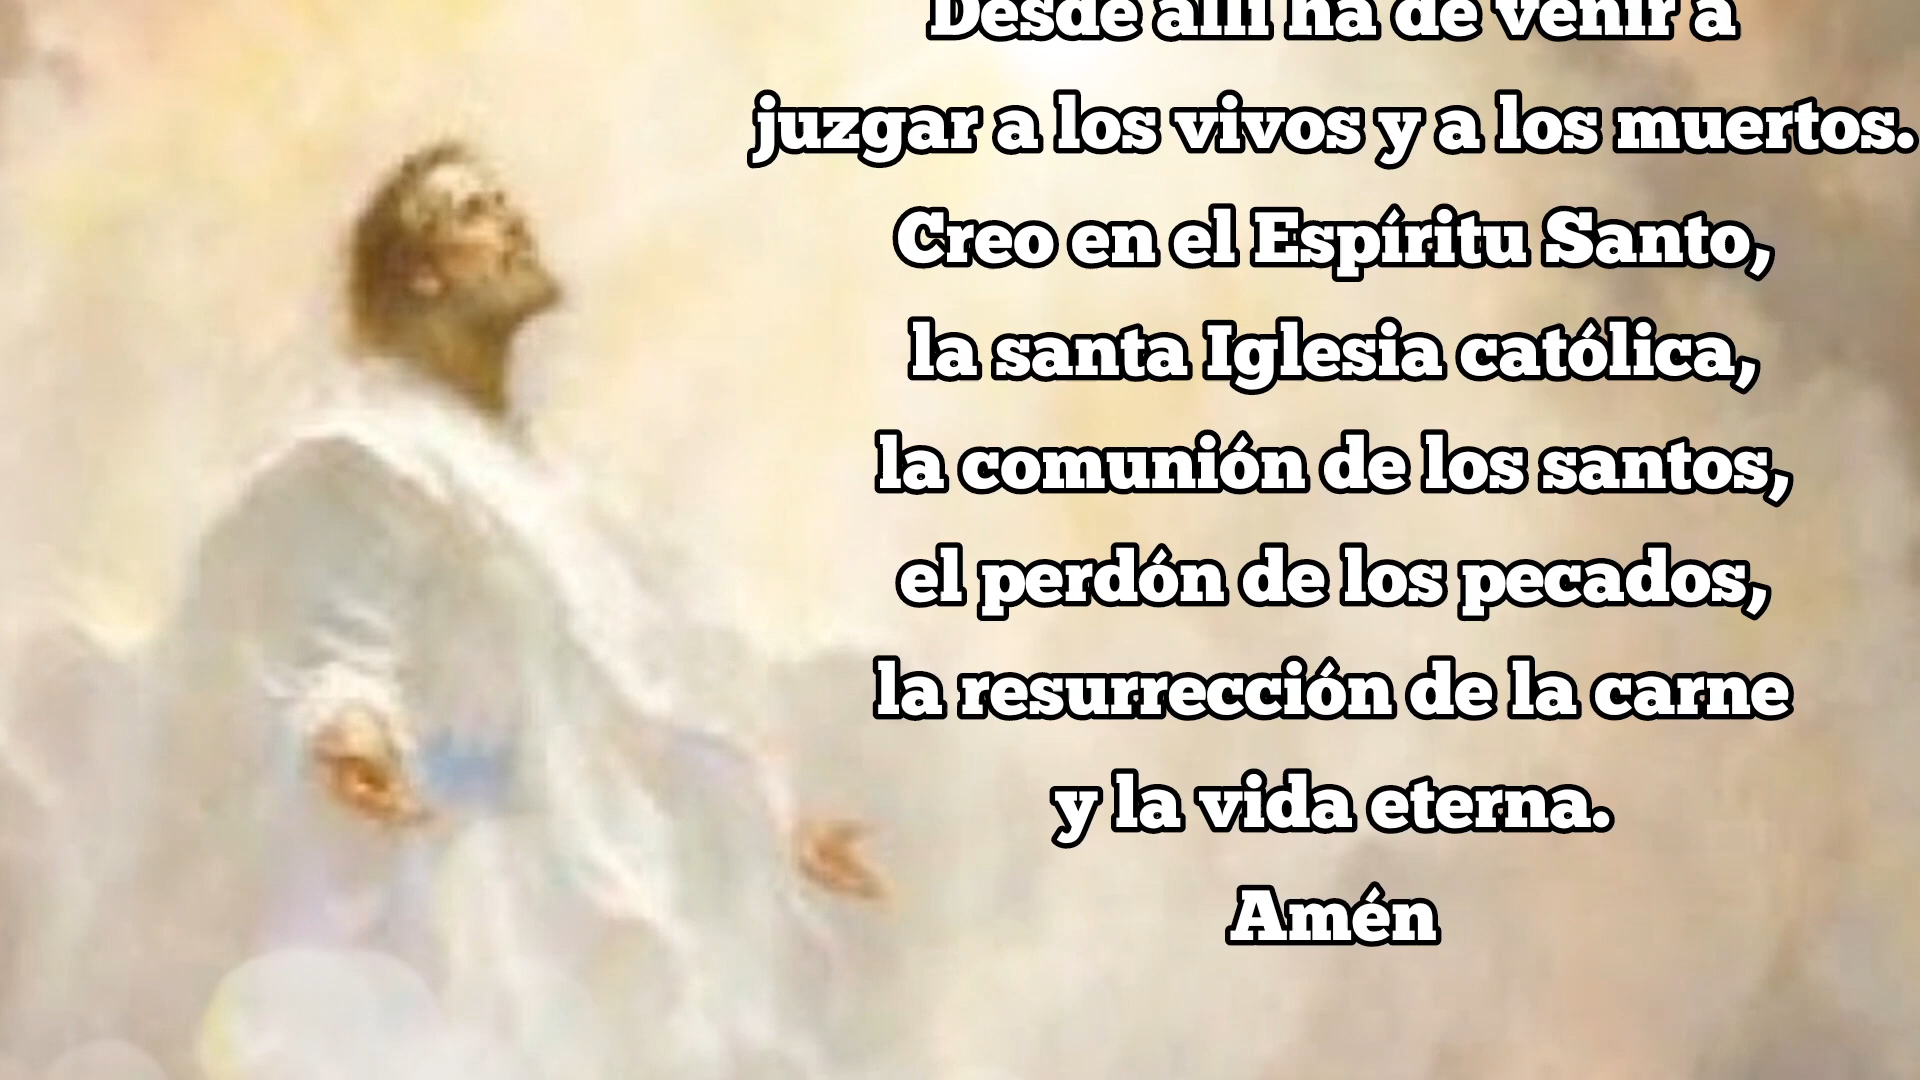 Desde allí ha de venir a
juzgar a los vivos y a los muertos.
Creo en el Espíritu Santo,
la santa Iglesia católica,
la comunión de los santos,
el perdón de los pecados,
la resurrección de la carne
y la vida eterna.
Amén